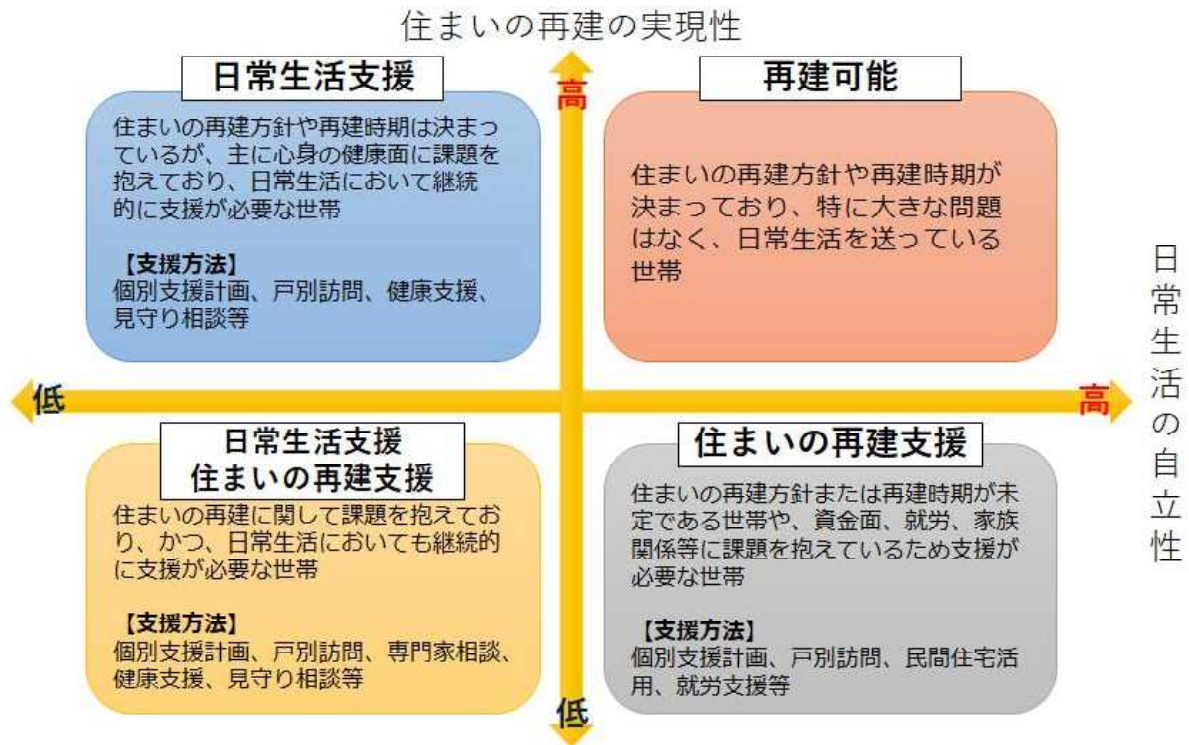 住まいの再建の実現性
高
日常生活支援
住まいの再建方針や再建時期は決まっ
ているが、主に心身の健康面に課題を
抱えており、日常生活において継続
的に支援が必要な世帯
【支援方法】
個別支援計画、戸別訪問、健康支援、
見守り相談等
再建可能
住まいの再建方針や再建時期が
決まっており、特に大きな問題
はなく、日常生活を送っている
世帯
低
高
日常生活の自立性
日常生活支援
住まいの再建支援
住まいの再建に関して課題を抱えてお
り、かつ、日常生活においても継続的
に支援が必要な世帯
【支援方法】
個別支援計画、戸別訪問、専門家相談、
健康支援、見守り相談等
住まいの再建支援
住まいの再建方針または再建時期が未
定である世帯や、資金面、就労、家族
関係等に課題を抱えているため支援が
必要な世帯
【支援方法】
個別支援計画、戸別訪問、民間住宅活
用、就労支援等
低